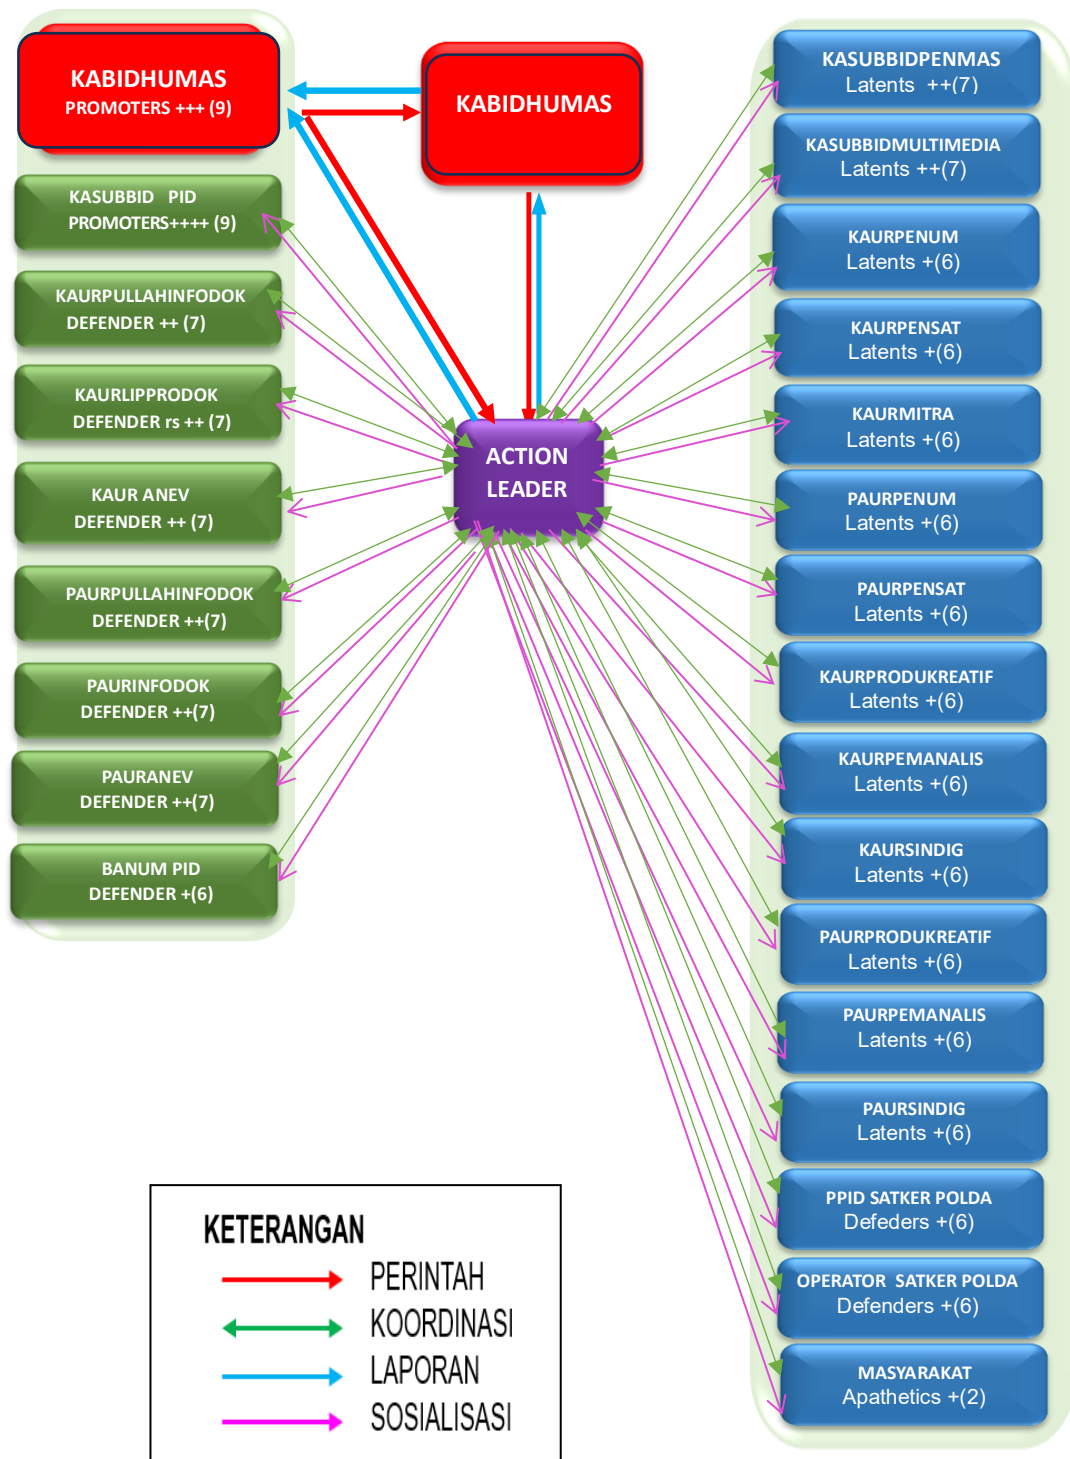 KABIDHUMAS
PROMOTERS +++ (9)
KABIDHUMAS
KASUBBID PID
PROMOTERS++++ (9)
KAURPULLAHINFODOK
DEFENDER ++ (7)
KAURLIPPRODOK
DEFENDER rs ++ (7)
KAUR ANEV
DEFENDER ++ (7)
PAURPULLAHINFODOK
DEFENDER ++(7)
PAURINFODOK
DEFENDER ++(7)
PAURANEV
DEFENDER ++(7)
BANUM PID
DEFENDER +(6)
ACTION
LEADER
KASUBBIDPENMAS
Latents ++(7)
KASUBBIDMULTIMEDIA
Latents ++(7)
KAURPENUM
Latents +(6)
KAURPENSAT
Latents +(6)
KAURMITRA
Latents +(6)
PAURPENUM
Latents +(6)
PAURPENSAT
Latents +(6)
KAURPRODUKREATIF
Latents +(6)
KAURPEMANALIS
Latents +(6)
KAURSINDIG
Latents +(6)
PAURPRODUKREATIF
Latents +(6)
PAURPEMANALIS
Latents +(6)
PAURSINDIG
Latents +(6)
PPID SATKER POLDA
Defeders +(6)
OPERATOR SATKER POLDA
Defenders +(6)
MASYARAKAT
Apathetics +(2)
KETERANGAN
PERINTAH
KOORDINASI
LAPORAN
SOSIALISASI